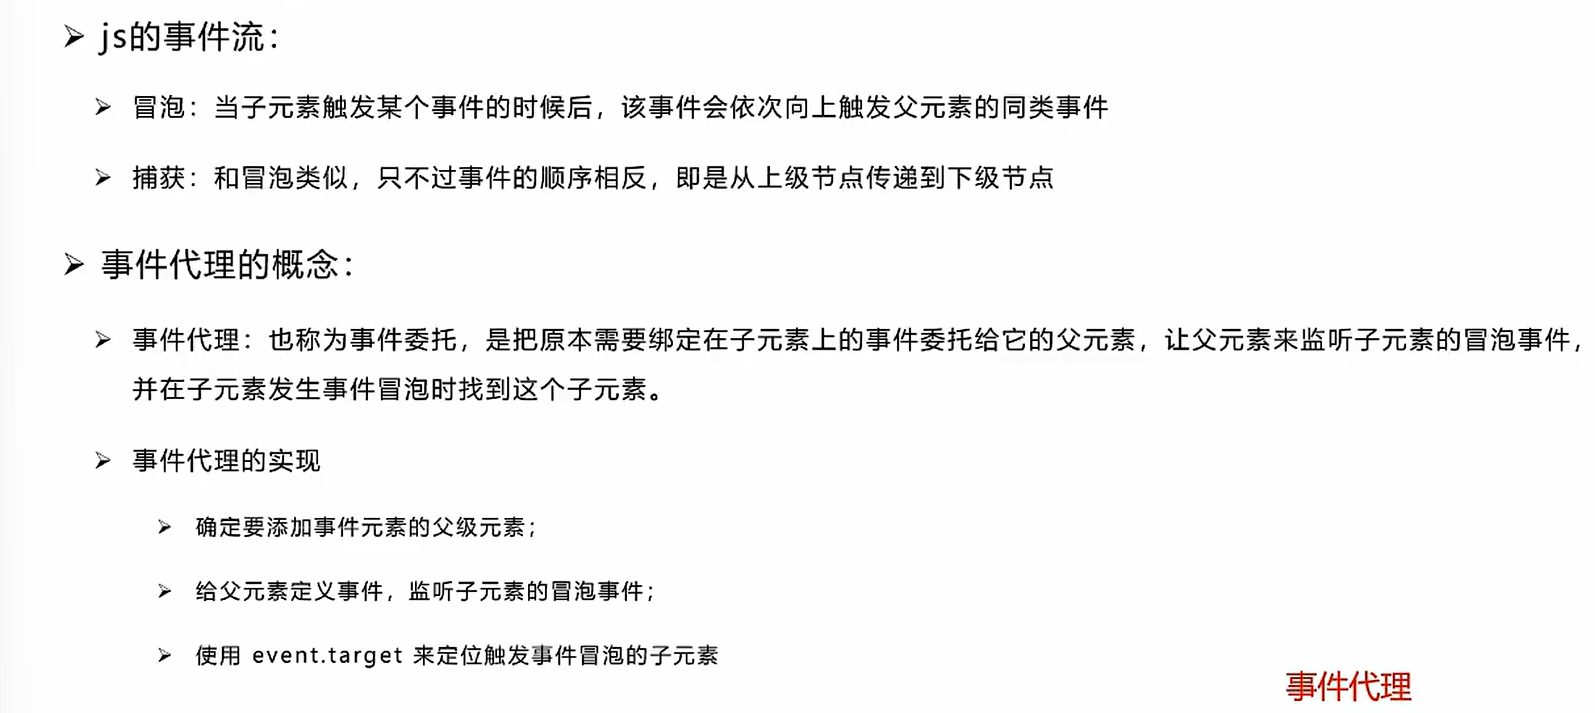 ➢ js的事件流：
➢ 冒泡：当子元素触发某个事件的时候后，该事件会依次向上触发父元素的同类事件
➢ 捕获：和冒泡类似，只不过事件的顺序相反，即是从上级节点传递到下级节点
➢ 事件代理的概念：
➢ 事件代理：也称为事件委托，是把原本需要绑定在子元素上的事件委托给它的父元素，让父元素来监听子元素的冒泡事件，
并在子元素发生事件冒泡时找到这个子元素。
➢ 事件代理的实现
➢ 确定要添加事件元素的父级元素；
➢ 给父元素定义事件，监听子元素的冒泡事件；
➢ 使用 event.target 来定位触发事件冒泡的子元素
事件代理